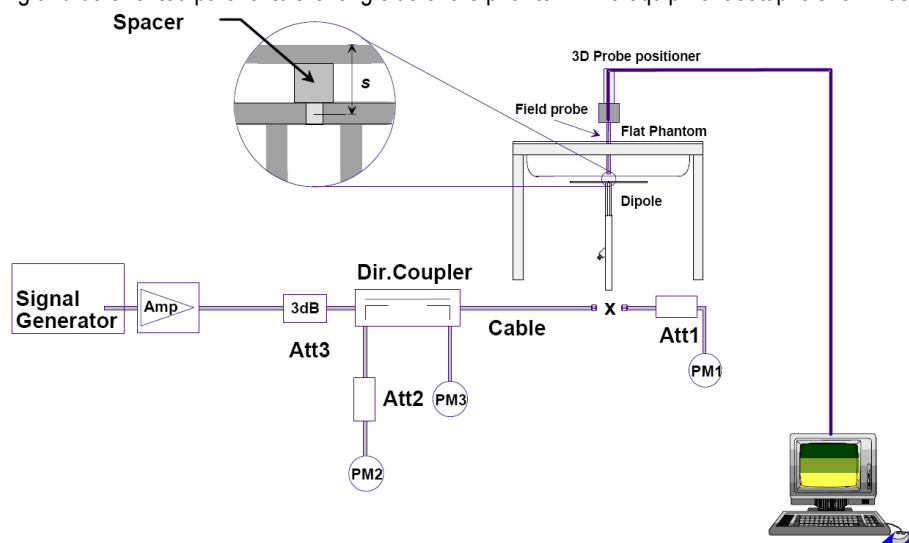 Spacer
s
3D Probe positioner
Field probe
Flat Phantom
Dipole
Signal
Generator
Amp
3dB
Att3
Dir.Coupler
Cable
X
Att1
PM1
Att2
PM3
PM2